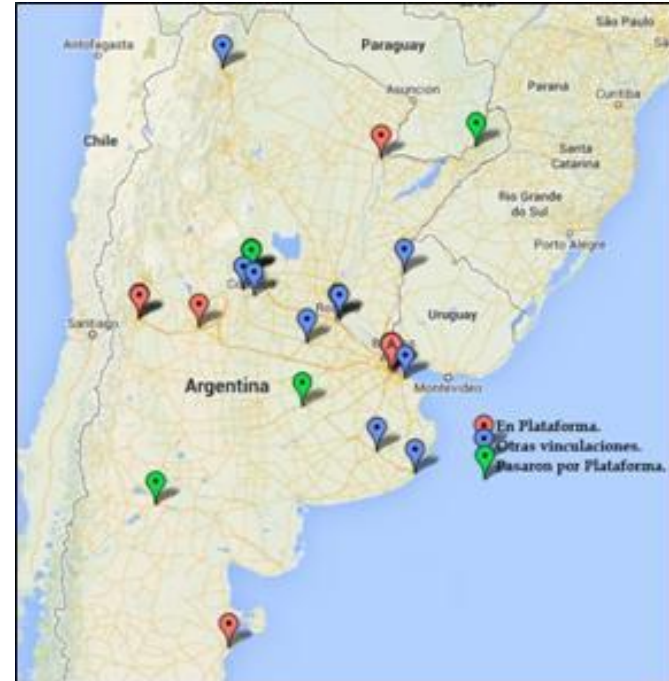 São Paulo
Antofagasta
Paraguay
Asunción
Paraná
Curitiba
Chile
Santa
Catarina
Rio Grande
do Sul
Porto Alegre
Uruguay
Santiago
Argentina
Montevideo
En Plataforma.
Otras vinculaciones.
Pasaron por Plataforma.